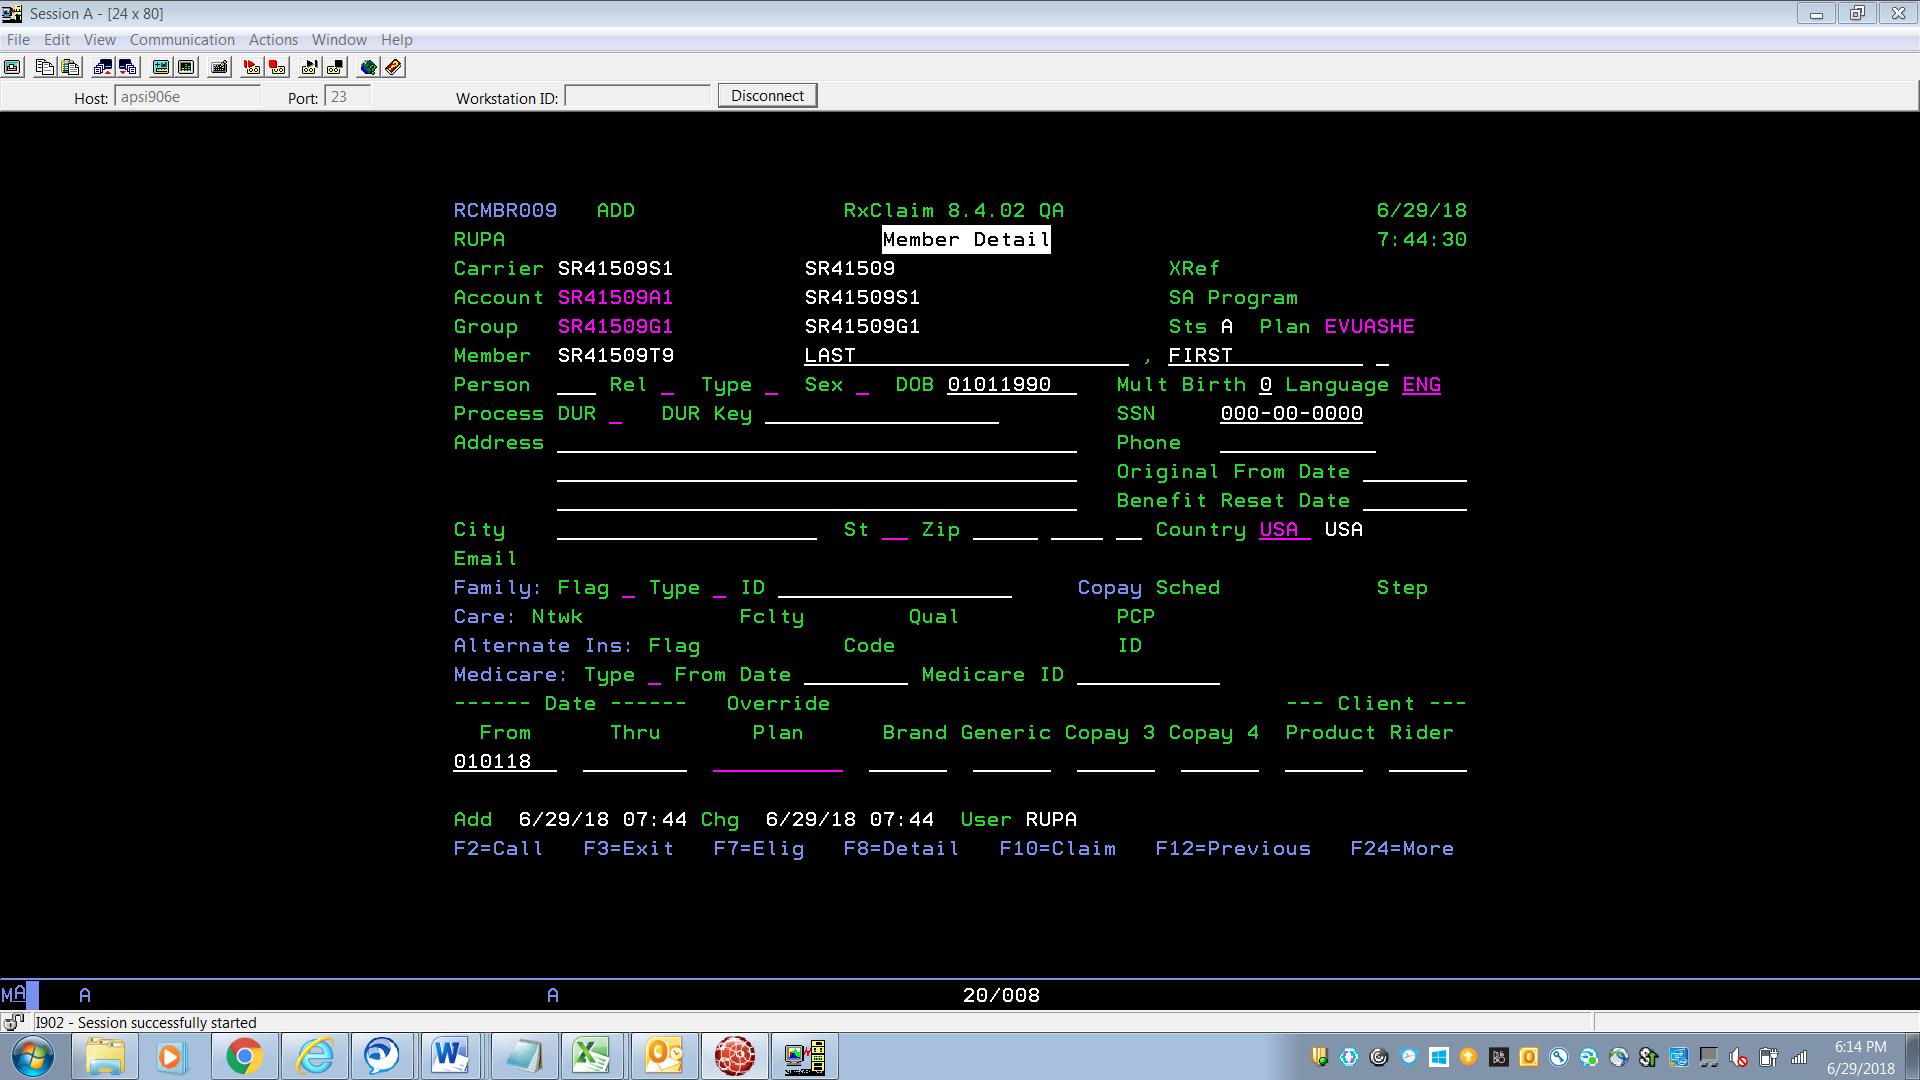 Session A - [24 x 80]
File Edit View Communication Actions Window Help
Host: apsi906e Port: 23 Workstation ID: Disconnect
RCMBR009 ADD RxClaim 8.4.02 QA 6/29/18
RUPA Member Detail 7:44:30
Carrier SR41509S1 SR41509 XRef
Account SR41509A1 SR41509S1 SA Program
Group SR41509G1 SR41509G1 Sts A Plan EVUASHE
Member SR41509T9 LAST , FIRST
Person Rel Type Sex DOB 01011990 Mult Birth 0 Language ENG
Process DUR DUR Key SSN 000-00-0000
Address Phone
Original From Date
Benefit Reset Date
City St Zip Country USA USA
Email
Family: Flag Type ID Copay Sched Step
Care: Ntwk Fclty Qual PCP
Alternate Ins: Flag Code ID
Medicare: Type From Date Medicare ID
------ Date ------ Override --- Client ---
From Thru Plan Brand Generic Copay 3 Copay 4 Product Rider
010118
Add 6/29/18 07:44 Chg 6/29/18 07:44 User RUPA
F2=Call F3=Exit F7=Elig F8=Detail F10=Claim F12=Previous F24=More
MA A A 20/008
I902 - Session successfully started
6:14 PM
6/29/2018